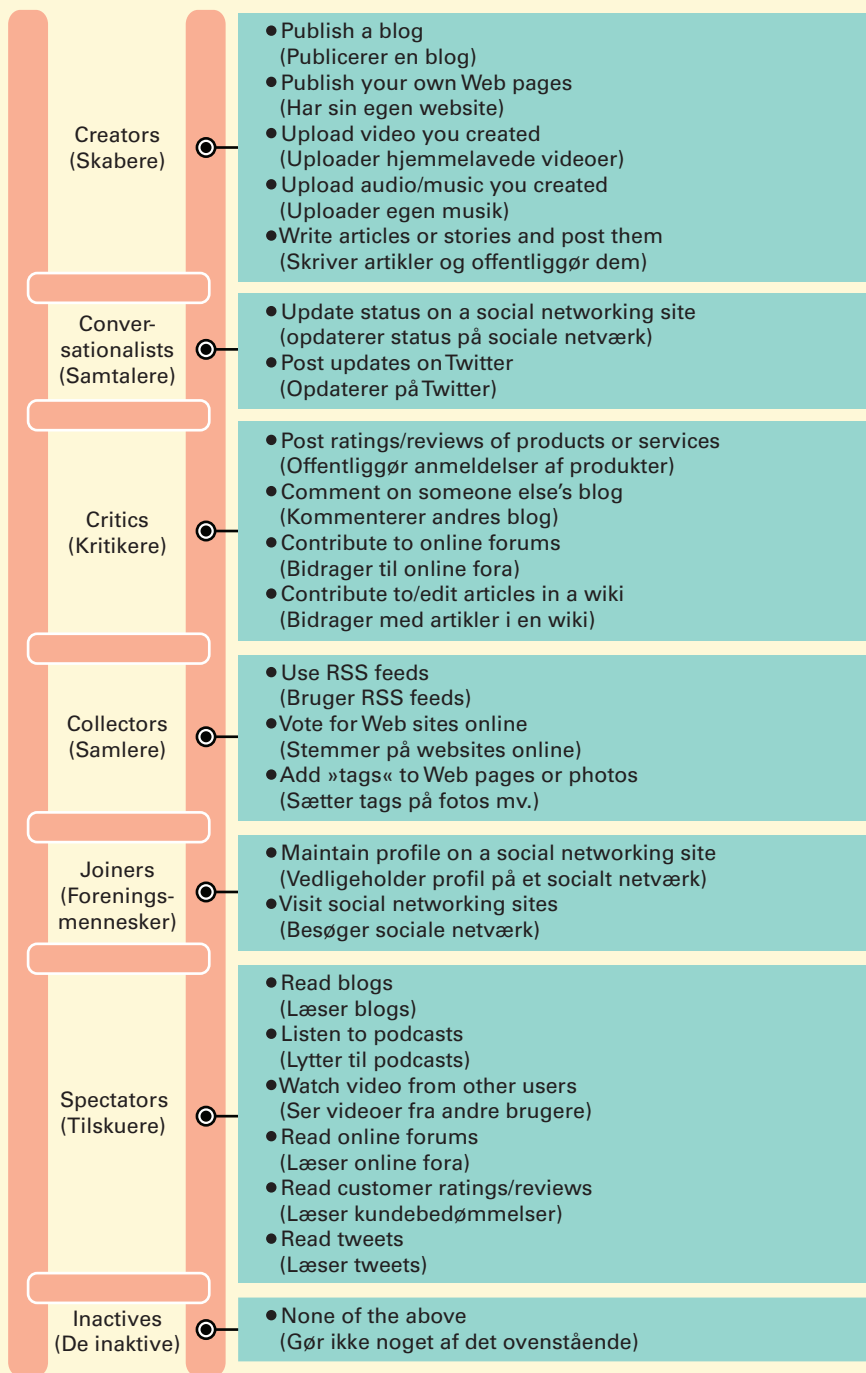 Creators
(Skabere)
● Publish a blog
(Publicerer en blog)
● Publish your own Web pages
(Har sin egen website)
● Upload video you created
(Uploader hjemmelavede videoer)
● Upload audio/music you created
(Uploader egen musik)
● Write articles or stories and post them
(Skriver artikler og offentliggør dem)
Conver-
sationalists
(Samtalere)
● Update status on a social networking site
(opdaterer status på sociale netværk)
● Post updates on Twitter
(Opdaterer på Twitter)
Critics
(Kritikere)
● Post ratings/reviews of products or services
(Offentliggør anmeldelser af produkter)
● Comment on someone else's blog
(Kommenterer andres blog)
● Contribute to online forums
(Bidrager til online fora)
● Contribute to/edit articles in a wiki
(Bidrager med artikler i en wiki)
Collectors
(Samlere)
● Use RSS feeds
(Bruger RSS feeds)
● Vote for Web sites online
(Stemmer på websites online)
● Add »tags« to Web pages or photos
(Sætter tags på fotos mv.)
Joiners
(Forenings-
mennesker)
● Maintain profile on a social networking site
(Vedligeholder profil på et socialt netværk)
● Visit social networking sites
(Besøger sociale netværk)
Spectators
(Tilskuere)
● Read blogs
(Læser blogs)
● Listen to podcasts
(Lytter til podcasts)
● Watch video from other users
(Ser videoer fra andre brugere)
● Read online forums
(Læser online fora)
● Read customer ratings/reviews
(Læser kundebedømmelser)
● Read tweets
(Læser tweets)
Inactives
(De inaktive)
● None of the above
(Gør ikke noget af det ovenstående)